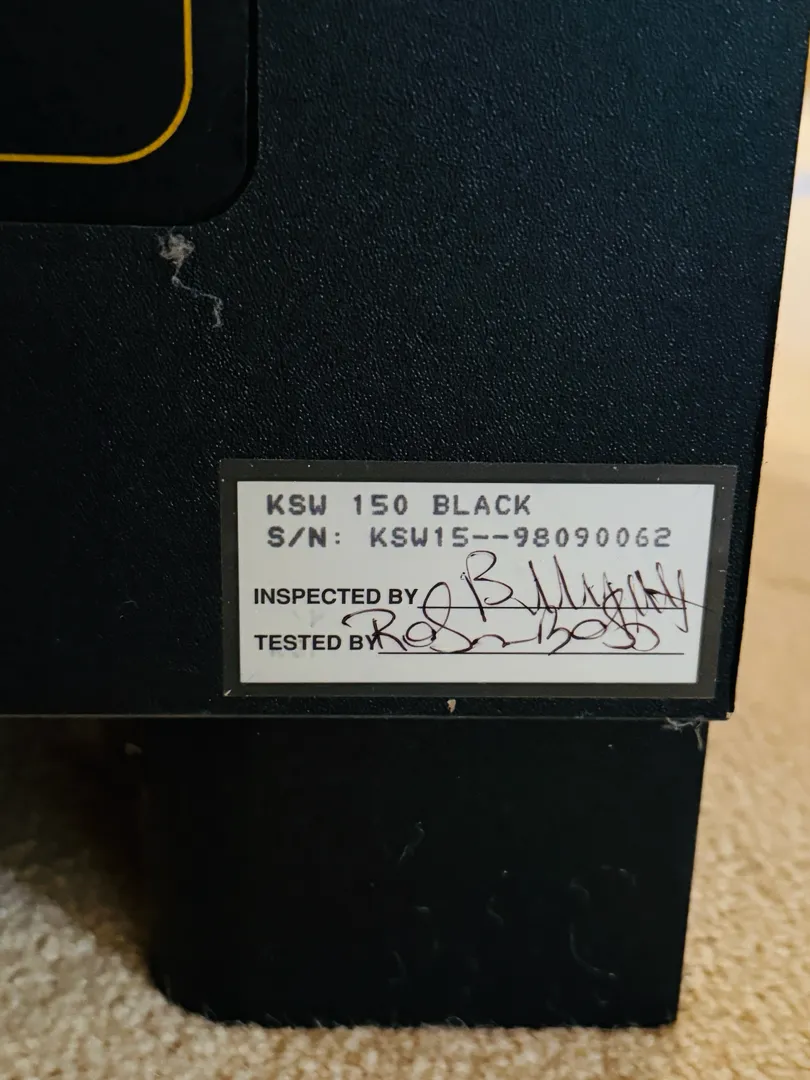 KSW 150 BLACK
S/N: KSW15--98090062
INSPECTED BY
TESTED BY